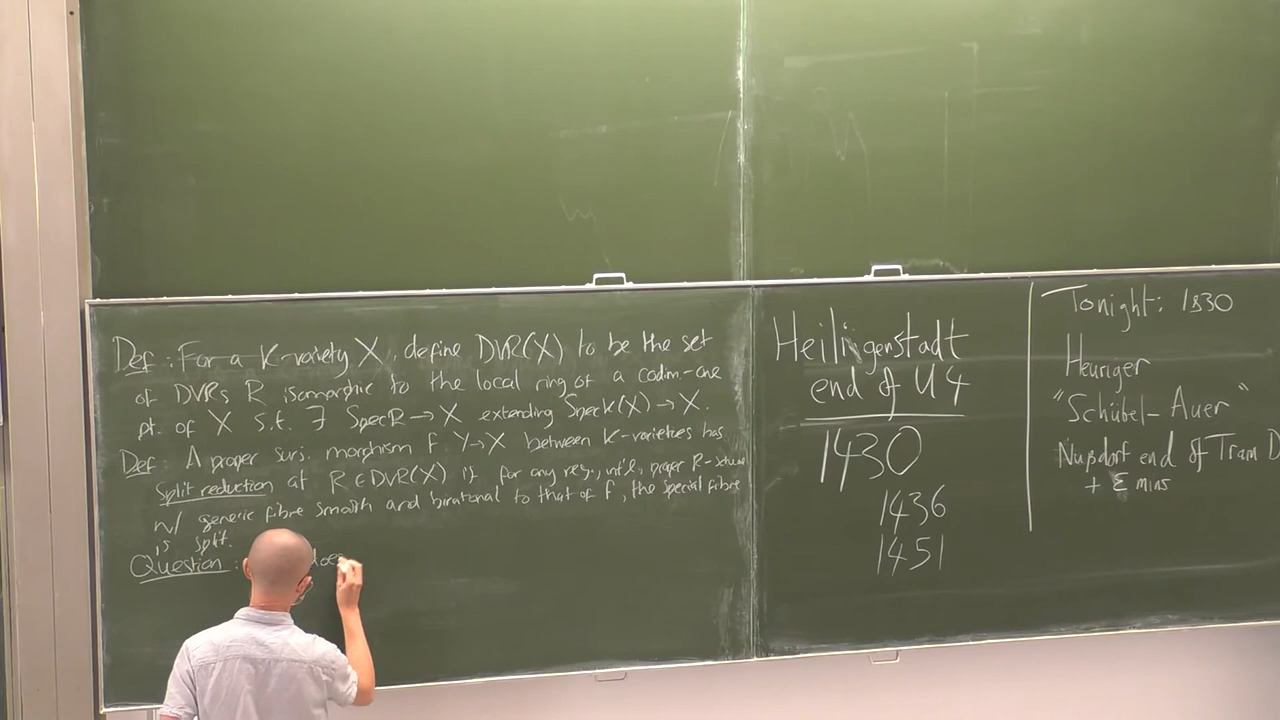 Def: For a K-variety X, define DVR(X) to be the set
of DVRs R isomorphic to the local ring of a codim.-one
pt. of X s.t. ∃ Spec R → X extending Spec K(X) → X.
Def: A proper surj. morphism f: Y→X between K-varieties has
split reduction at R∈DVR(X) if for any reg., int'l, proper R-scheme
w/ generic fibre smooth and birational to that of f, the special fibre
is split.
Question: does
Heiligenstadt
end of U4
1430
1436
1451
Tonight: 1830
Heuriger
"Schübel-Auer"
Nußdorf end of Tram D
+ ε mins